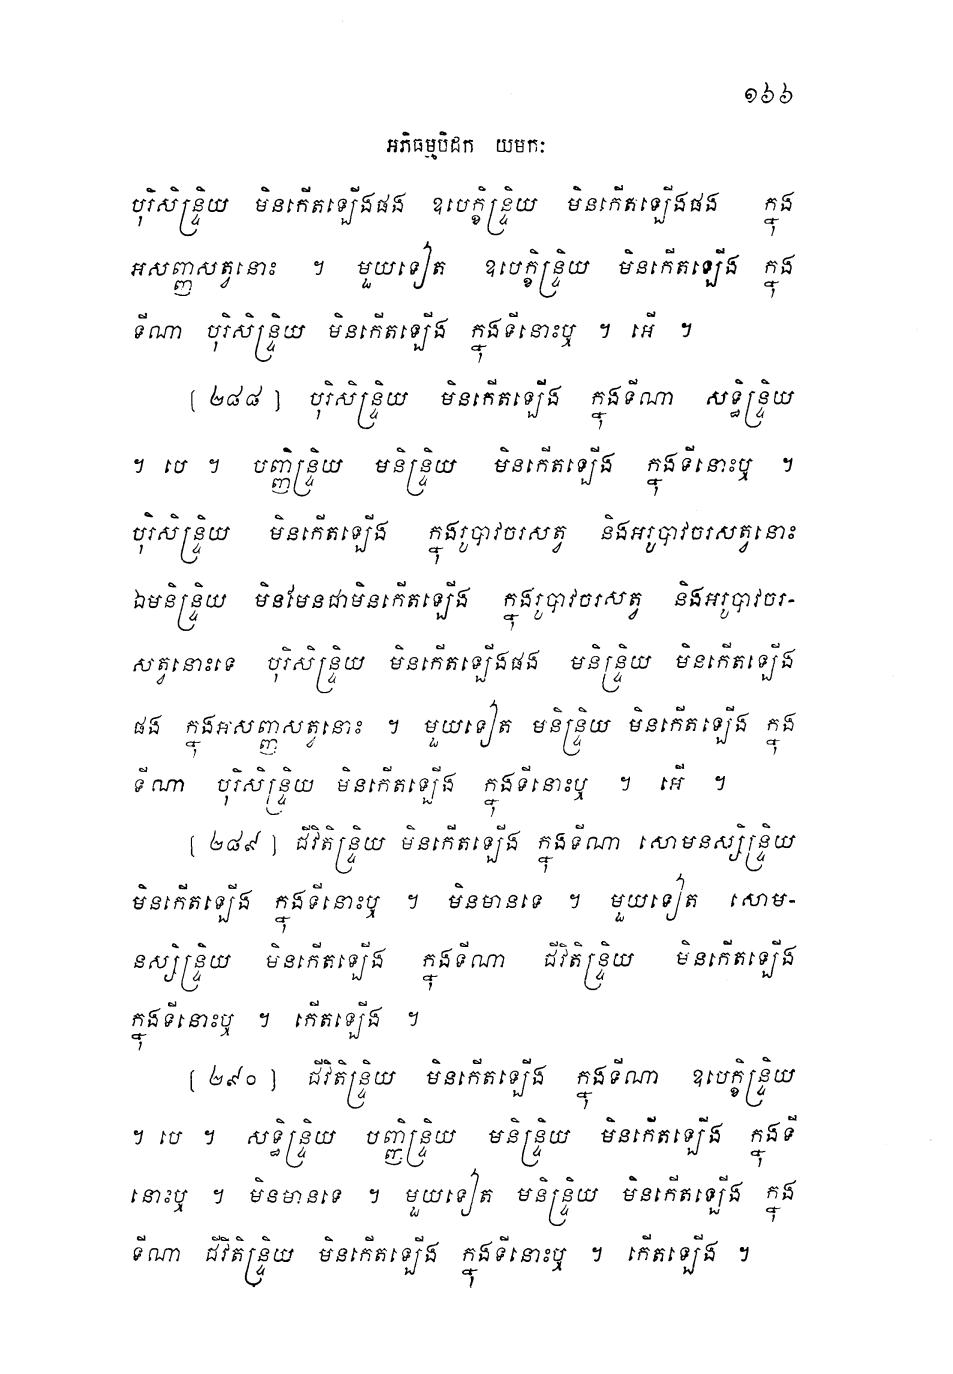 ១៦៦
អភិធម្មបិដក យមកៈ
បុរិសិន្ទ្រិយ មិនកើតឡើងផង ឧបេក្ខិន្ទ្រិយ មិនកើតឡើងផង ក្នុង
អសញ្ញសត្វនោះ ។ មួយទៀត ឧបេក្ខិន្ទ្រិយ មិនកើតឡើង ក្នុង
ទីណា បុរិសិន្ទ្រិយ មិនកើតឡើង ក្នុងទីនោះឬ ។ អើ ។
[ ២៨៨ ] បុរិសិន្ទ្រិយ មិនកើតឡើង ក្នុងទីណា សទ្ធិន្ទ្រិយ
។ បេ ។ បញ្ញិន្ទ្រិយ មនិន្ទ្រិយ មិនកើតឡើង ក្នុងទីនោះឬ ។
បុរិសិន្ទ្រិយ មិនកើតឡើង ក្នុងរូបាវចរសត្វ និងអរូបាវចរសត្វនោះ
ឯមនិន្ទ្រិយ មិនមែនជាមិនកើតឡើង ក្នុងរូបាវចរសត្វ និងអរូបាវចរ-
សត្វនោះទេ បុរិសិន្ទ្រិយ មិនកើតឡើងផង មនិន្ទ្រិយ មិនកើតឡើង
ផង ក្នុងអសញ្ញសត្វនោះ ។ មួយទៀត មនិន្ទ្រិយ មិនកើតឡើង ក្នុង
ទីណា បុរិសិន្ទ្រិយ មិនកើតឡើង ក្នុងទីនោះឬ ។ អើ ។
[ ២៨៩ ] ជីវិតិន្ទ្រិយ មិនកើតឡើង ក្នុងទីណា សោមនស្សិន្ទ្រិយ
មិនកើតឡើង ក្នុងទីនោះឬ ។ មិនមានទេ ។ មួយទៀត សោម-
នស្សិន្ទ្រិយ មិនកើតឡើង ក្នុងទីណា ជីវិតិន្ទ្រិយ មិនកើតឡើង
ក្នុងទីនោះឬ ។ កើតឡើង ។
[ ២៩០ ] ជីវិតិន្ទ្រិយ មិនកើតឡើង ក្នុងទីណា ឧបេក្ខិន្ទ្រិយ
។ បេ ។ សទ្ធិន្ទ្រិយ បញ្ញិន្ទ្រិយ មនិន្ទ្រិយ មិនកើតឡើង ក្នុងទី
នោះឬ ។ មិនមានទេ ។ មួយទៀត មនិន្ទ្រិយ មិនកើតឡើង ក្នុង
ទីណា ជីវិតិន្ទ្រិយ មិនកើតឡើង ក្នុងទីនោះឬ ។ កើតឡើង ។